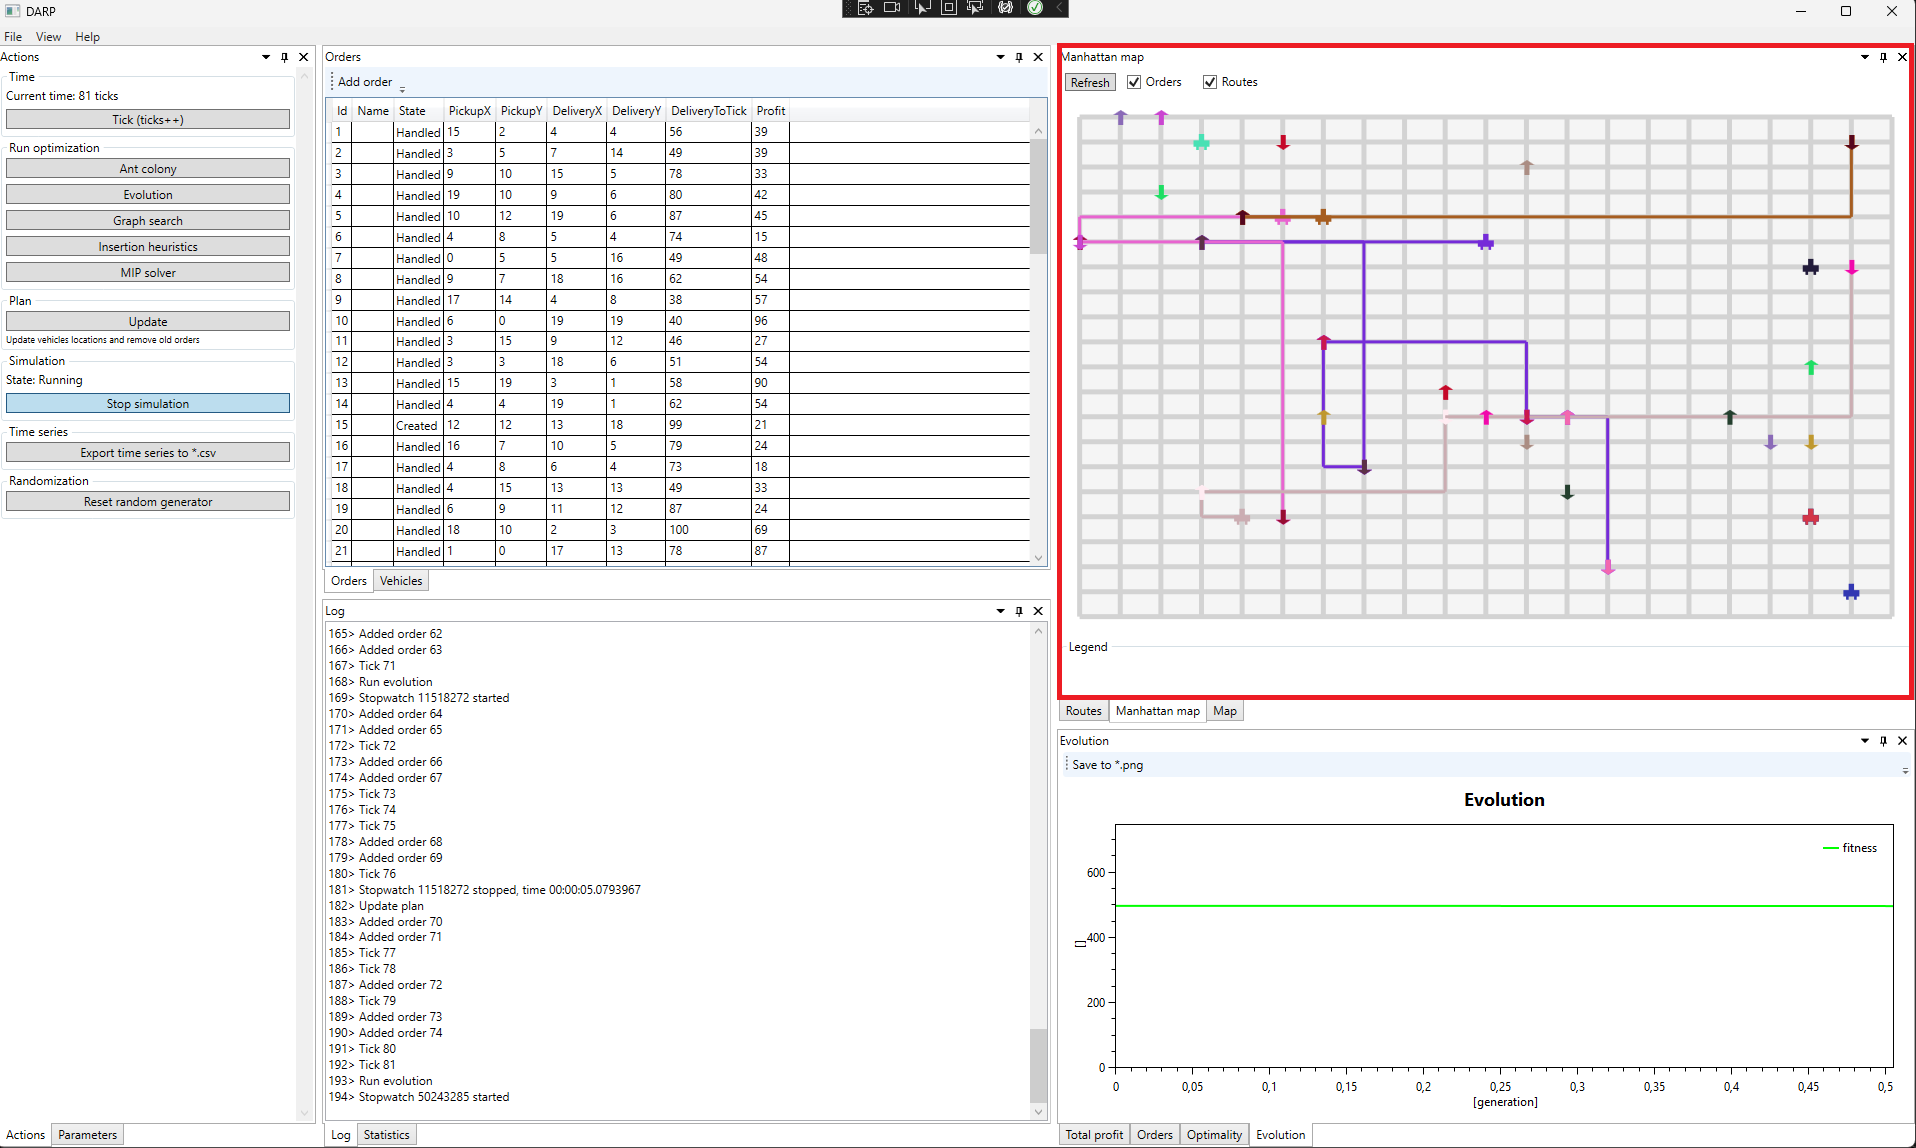 DARP
File View Help
Actions
Time
Current time: 81 ticks
Tick (ticks++)
Run optimization
Ant colony
Evolution
Graph search
Insertion heuristics
MIP solver
Plan
Update
Update vehicles locations and remove old orders
Simulation
State: Running
Stop simulation
Time series
Export time series to *.csv
Randomization
Reset random generator
Actions Parameters
Orders
Add order
Id Name State PickupX PickupY DeliveryX DeliveryY DeliveryToTick Profit
1 Handled 15 2 4 4 56 39
2 Handled 3 5 7 14 49 39
3 Handled 9 10 15 5 78 33
4 Handled 19 10 9 6 80 42
5 Handled 10 12 19 6 87 45
6 Handled 4 8 5 4 74 15
7 Handled 0 5 5 16 49 48
8 Handled 9 7 18 16 62 54
9 Handled 17 14 4 8 38 57
10 Handled 6 0 19 19 40 96
11 Handled 3 15 9 12 46 27
12 Handled 3 3 18 6 51 54
13 Handled 15 19 3 1 58 90
14 Handled 4 4 19 1 62 54
15 Created 12 12 13 18 99 21
16 Handled 16 7 10 5 79 24
17 Handled 4 8 6 4 73 18
18 Handled 4 15 13 13 49 33
19 Handled 6 9 11 12 87 24
20 Handled 18 10 2 3 100 69
21 Handled 1 0 17 13 78 87
Orders Vehicles
Log
165> Added order 62
166> Added order 63
167> Tick 71
168> Run evolution
169> Stopwatch 11518272 started
170> Added order 64
171> Added order 65
172> Tick 72
173> Added order 66
174> Added order 67
175> Tick 73
176> Tick 74
177> Tick 75
178> Added order 68
179> Added order 69
180> Tick 76
181> Stopwatch 11518272 stopped, time 00:00:05.0793967
182> Update plan
183> Added order 70
184> Added order 71
185> Tick 77
186> Tick 78
187> Added order 72
188> Tick 79
189> Added order 73
190> Added order 74
191> Tick 80
192> Tick 81
193> Run evolution
194> Stopwatch 50243285 started
Log Statistics
Manhattan map
Refresh Orders Routes
Legend
Routes Manhattan map Map
Evolution
Save to *.png
Evolution
fitness
600
400
200
0
[]
0 0,05 0,1 0,15 0,2 0,25 0,3 0,35 0,4 0,45 0,5
[generation]
Total profit Orders Optimality Evolution